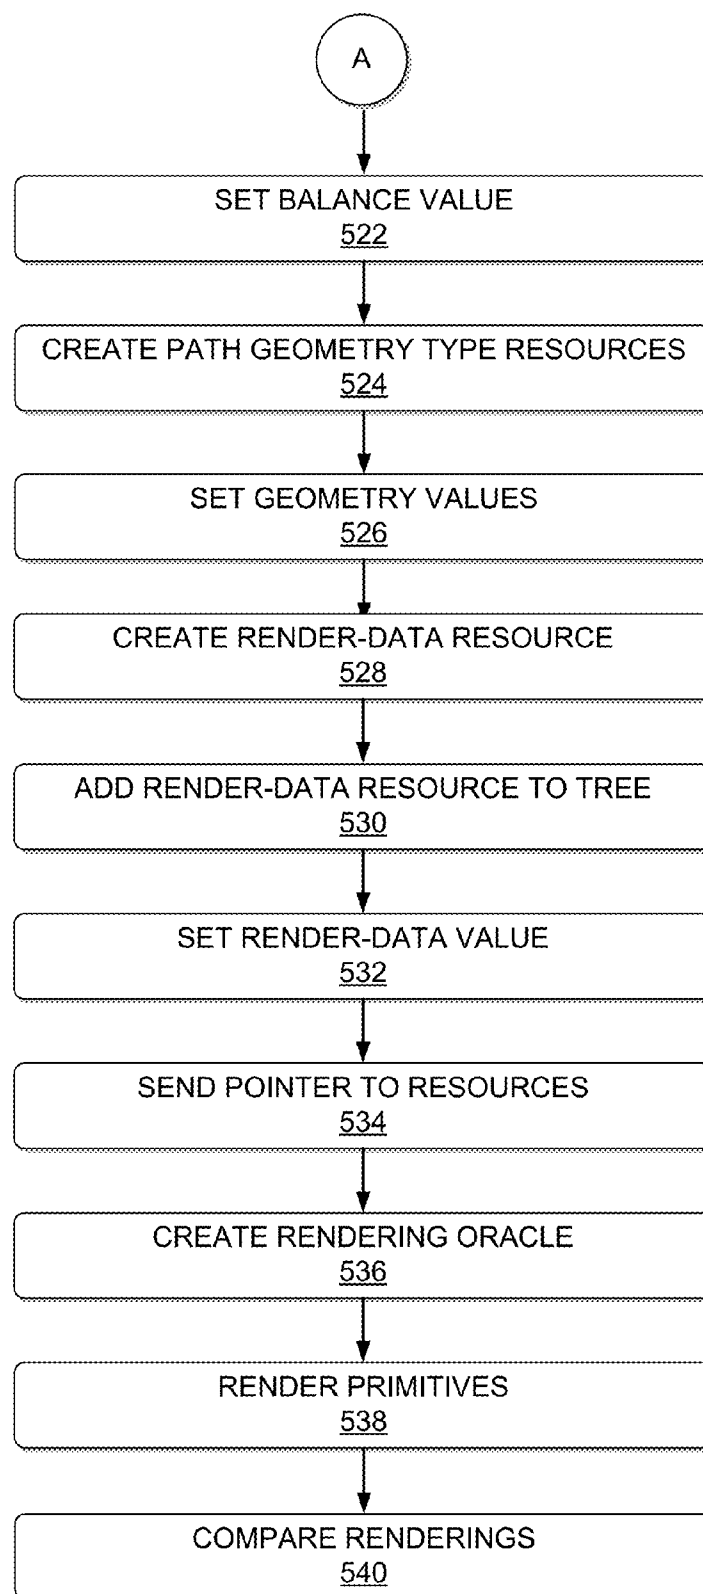 A
SET BALANCE VALUE
522
CREATE PATH GEOMETRY TYPE RESOURCES
524
SET GEOMETRY VALUES
526
CREATE RENDER-DATA RESOURCE
528
ADD RENDER-DATA RESOURCE TO TREE
530
SET RENDER-DATA VALUE
532
SEND POINTER TO RESOURCES
534
CREATE RENDERING ORACLE
536
RENDER PRIMITIVES
538
COMPARE RENDERINGS
540